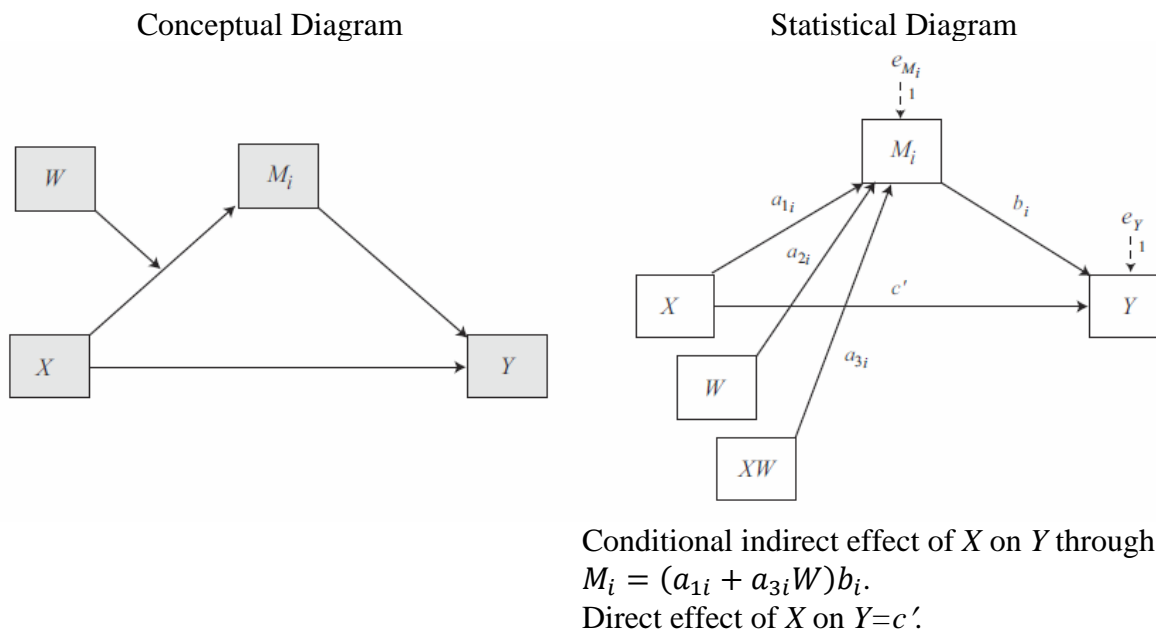 Conceptual Diagram
W
M_i
X
Y
Statistical Diagram
e_{M_i}
1
M_i
a_{1i}
b_i
a_{2i}
e_Y
1
X
c′
Y
a_{3i}
W
XW
Conditional indirect effect of X on Y through
M_i = (a_{1i} + a_{3i}W)b_i.
Direct effect of X on Y=c′.